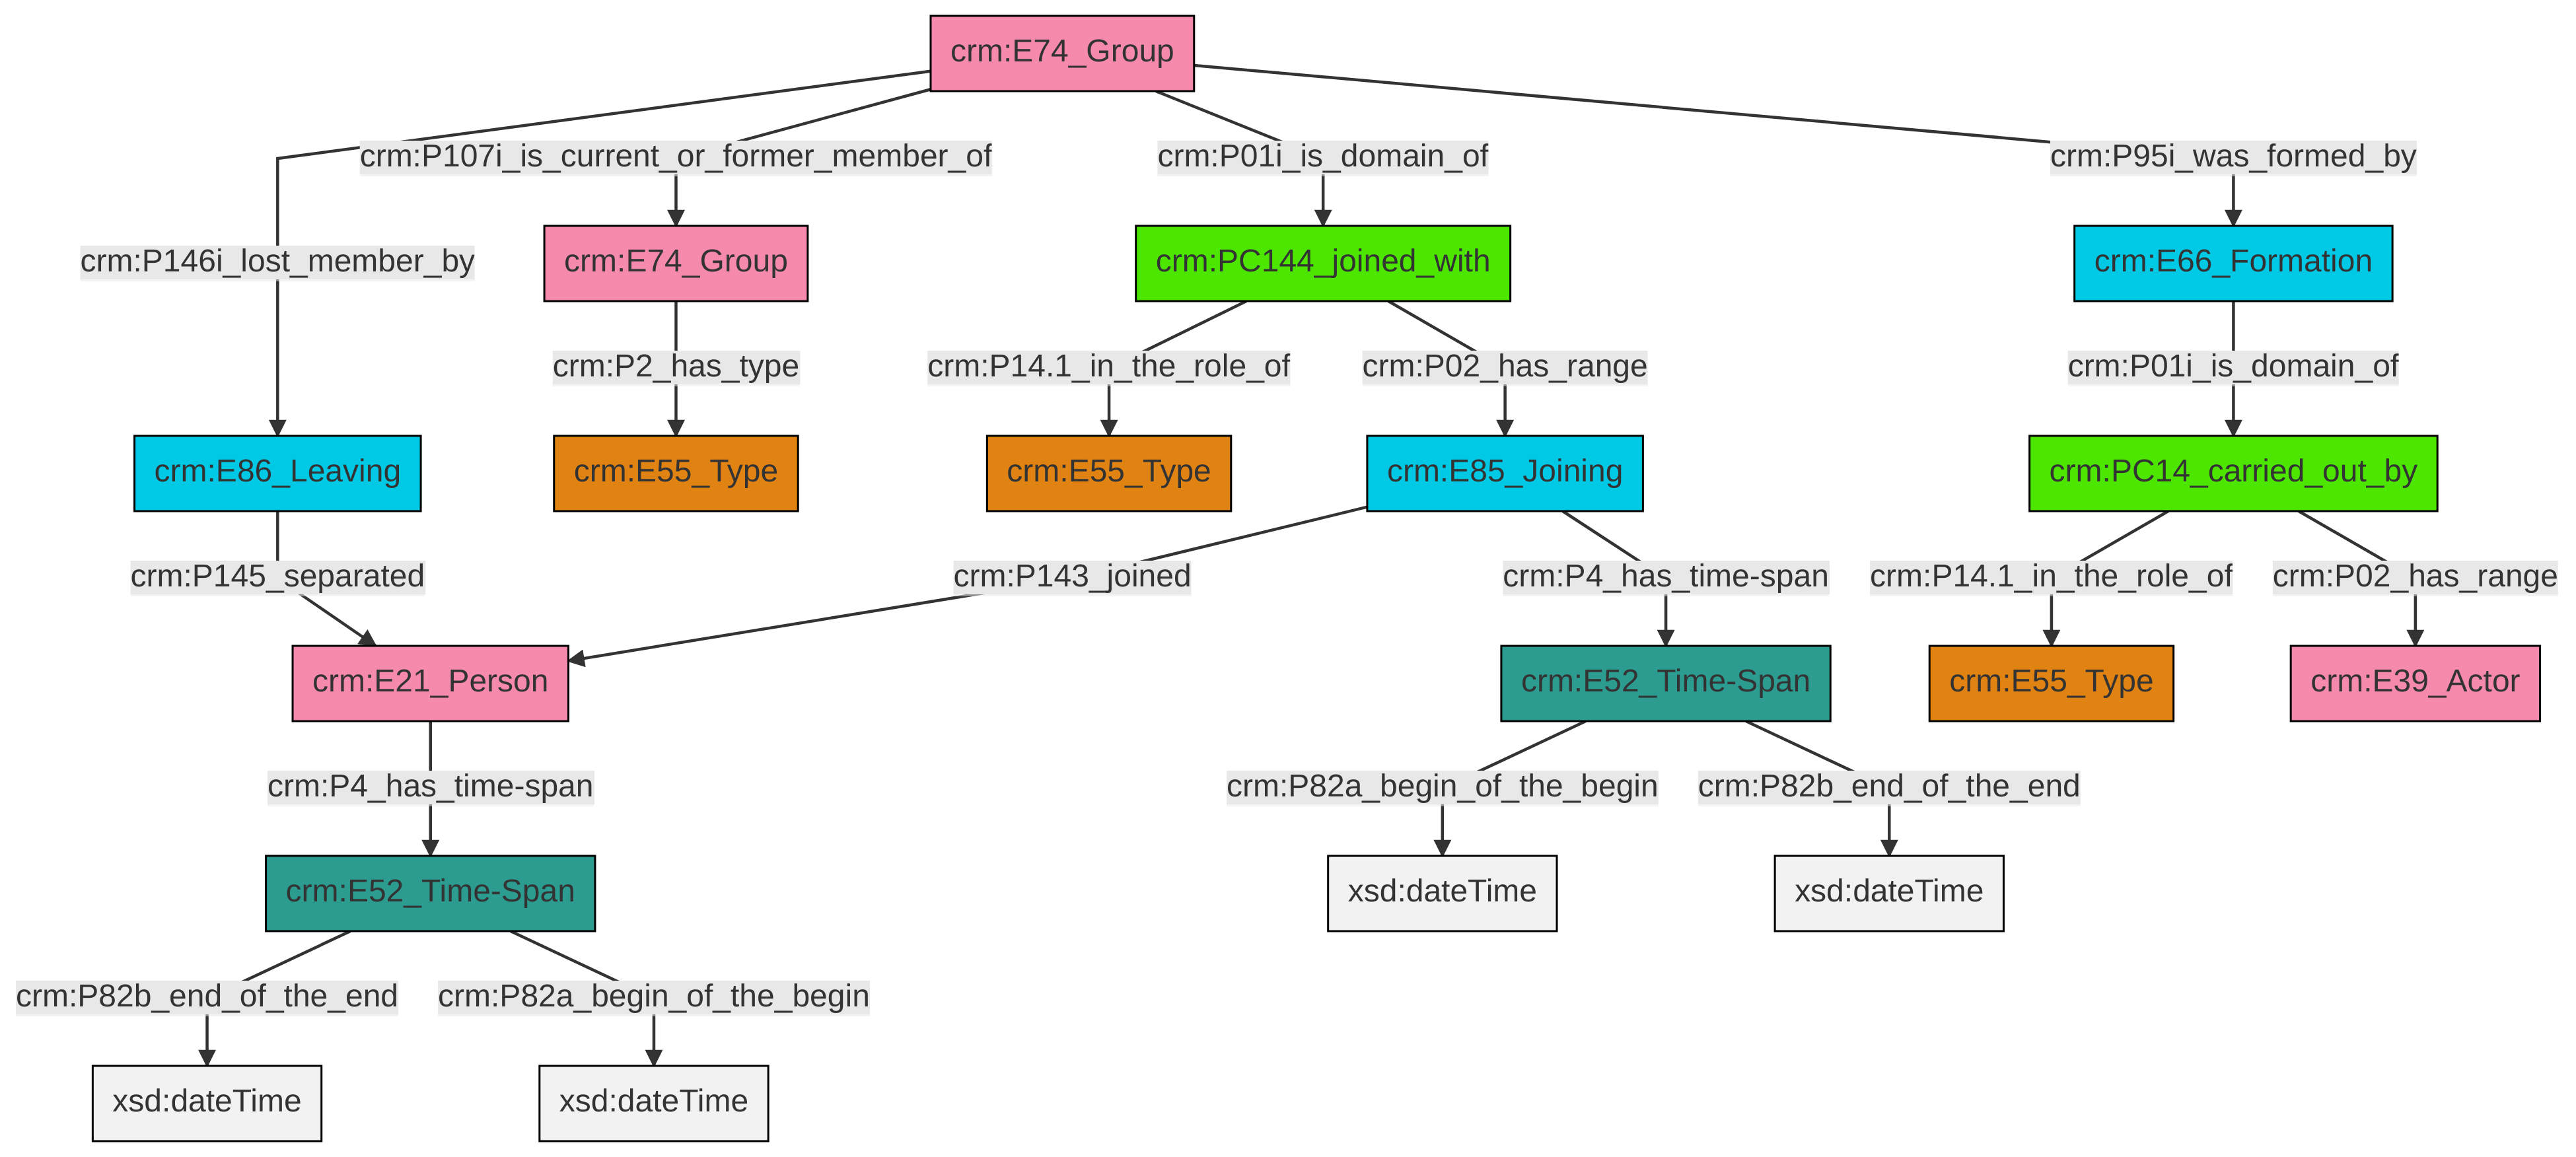 crm:E74_Group
crm:P107i_is_current_or_former_member_of
crm:P01i_is_domain_of
crm:P95i_was_formed_by
crm:P146i_lost_member_by
crm:E74_Group
crm:PC144_joined_with
crm:E66_Formation
crm:P2_has_type
crm:P14.1_in_the_role_of
crm:P02_has_range
crm:P01i_is_domain_of
crm:E86_Leaving
crm:E55_Type
crm:E55_Type
crm:E85_Joining
crm:PC14_carried_out_by
crm:P145_separated
crm:P143_joined
crm:P4_has_time-span
crm:P14.1_in_the_role_of
crm:P02_has_range
crm:E21_Person
crm:E52_Time-Span
crm:E55_Type
crm:E39_Actor
crm:P4_has_time-span
crm:P82a_begin_of_the_begin
crm:P82b_end_of_the_end
crm:E52_Time-Span
xsd:dateTime
xsd:dateTime
crm:P82b_end_of_the_end
crm:P82a_begin_of_the_begin
xsd:dateTime
xsd:dateTime